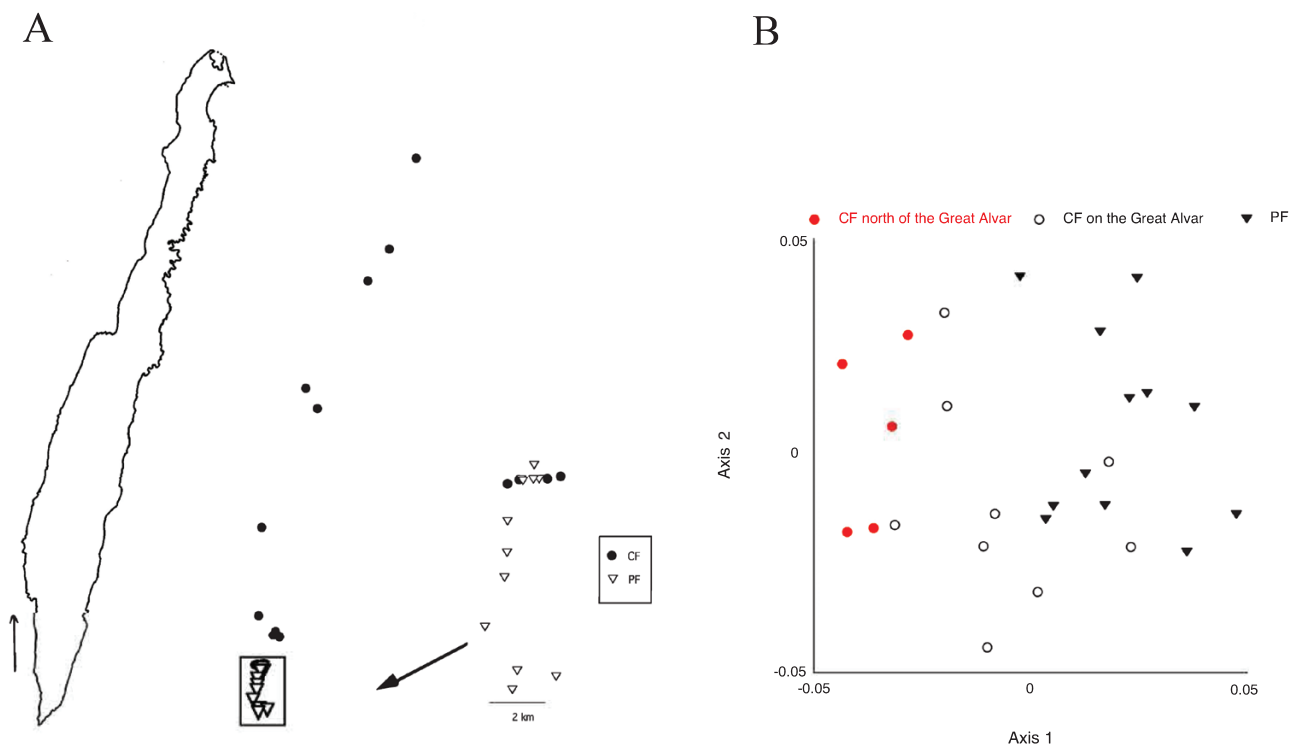 A
CF
PF
2 km
B
CF north of the Great Alvar
CF on the Great Alvar
PF
0.05
0
-0.05
-0.05
0
0.05
Axis 2
Axis 1